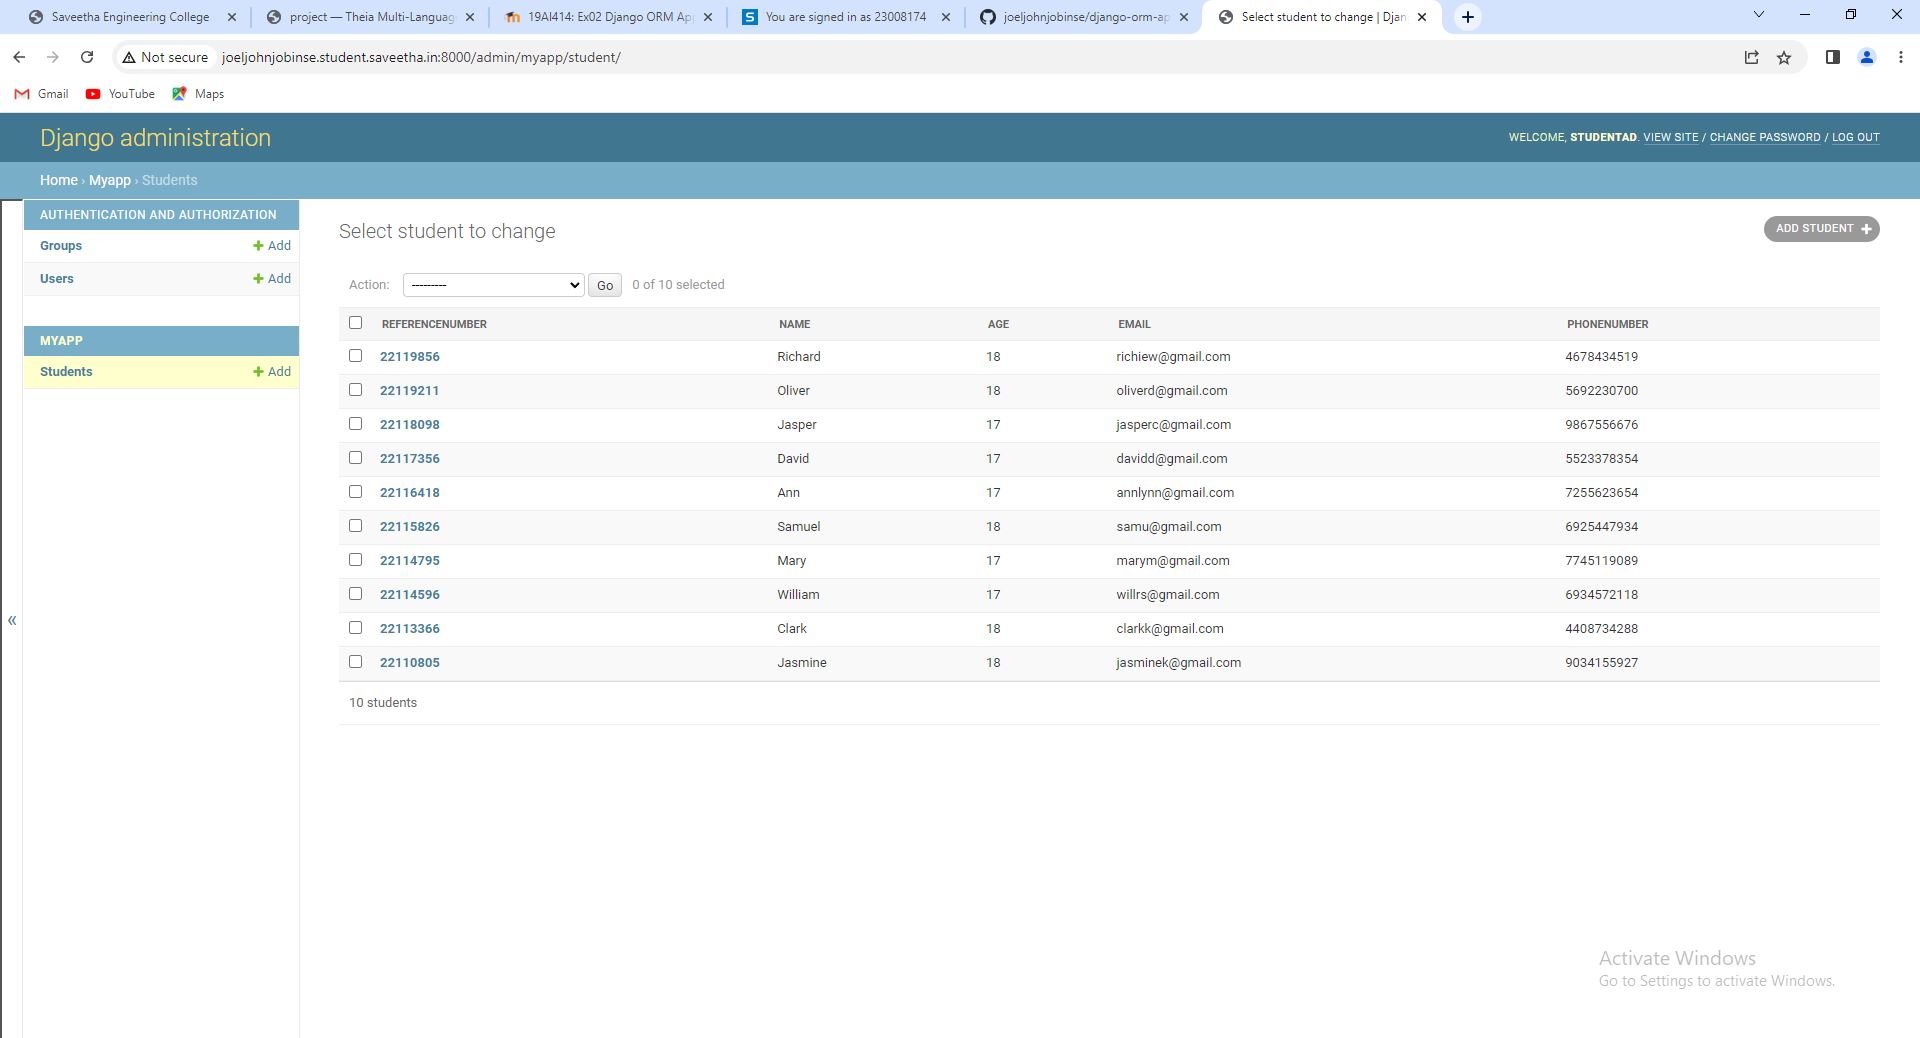 Saveetha Engineering College
project — Theia Multi-Languag
19AI414: Ex02 Django ORM App
You are signed in as 23008174
joeljohnjobinse/django-orm-ap
Select student to change | Djan
Not secure joeljohnjobinse.student.saveetha.in:8000/admin/myapp/student/
Gmail YouTube Maps
Django administration
WELCOME, STUDENTAD. VIEW SITE / CHANGE PASSWORD / LOG OUT
Home › Myapp › Students
AUTHENTICATION AND AUTHORIZATION
Groups + Add
Users + Add
MYAPP
Students + Add
«
Select student to change
ADD STUDENT +
Action: --------- Go 0 of 10 selected
REFERENCENUMBER NAME AGE EMAIL PHONENUMBER
22119856 Richard 18 richiew@gmail.com 4678434519
22119211 Oliver 18 oliverd@gmail.com 5692230700
22118098 Jasper 17 jasperc@gmail.com 9867556676
22117356 David 17 davidd@gmail.com 5523378354
22116418 Ann 17 annlynn@gmail.com 7255623654
22115826 Samuel 18 samu@gmail.com 6925447934
22114795 Mary 17 marym@gmail.com 7745119089
22114596 William 17 willrs@gmail.com 6934572118
22113366 Clark 18 clarkk@gmail.com 4408734288
22110805 Jasmine 18 jasminek@gmail.com 9034155927
10 students
Activate Windows
Go to Settings to activate Windows.